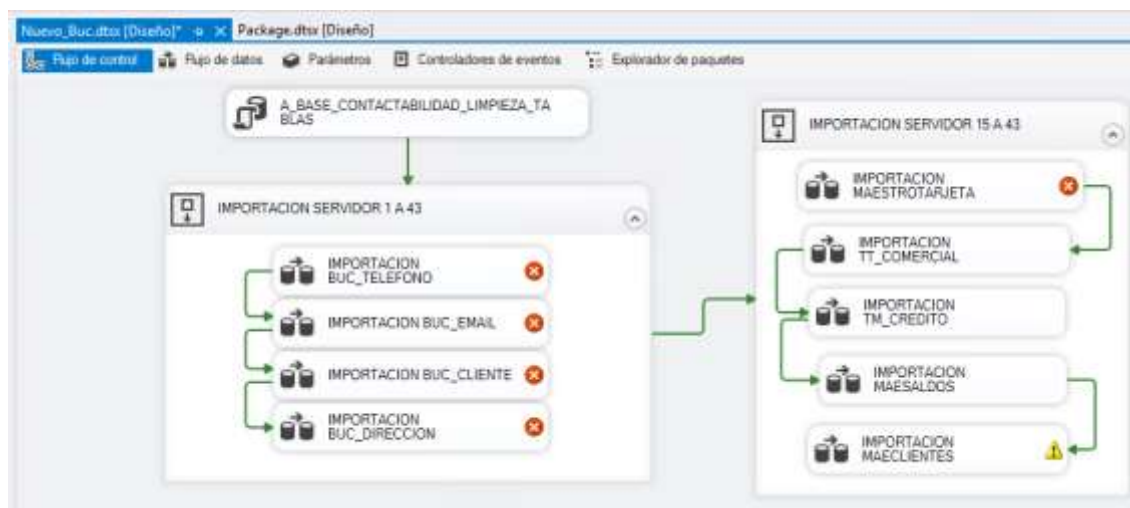 Nuevo_Buc.dtsx [Diseño]* Package.dtsx [Diseño]
Flujo de control Flujo de datos Parámetros Controladores de eventos Explorador de paquetes
A_BASE_CONTACTABILIDAD_LIMPIEZA_TA
BLAS
IMPORTACION SERVIDOR 1 A 43
IMPORTACION
BUC_TELEFONO
IMPORTACION BUC_EMAIL
IMPORTACION BUC_CLIENTE
IMPORTACION
BUC_DIRECCION
IMPORTACION SERVIDOR 15 A 43
IMPORTACION
MAESTROTARJETA
IMPORTACION
TT_COMERCIAL
IMPORTACION
TM_CREDITO
IMPORTACION
MAESALDOS
IMPORTACION
MAECLIENTES